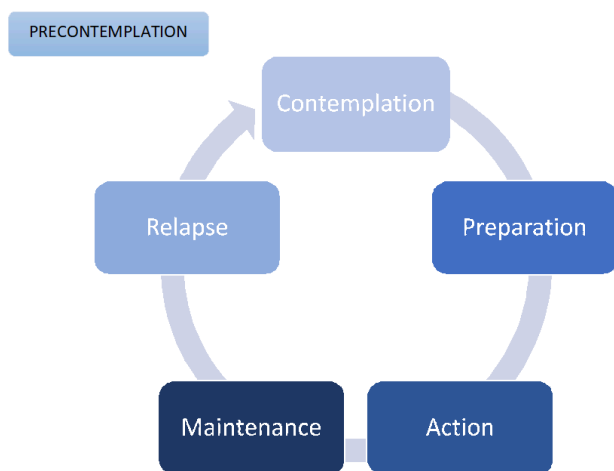 PRECONTEMPLATION
Contemplation
Preparation
Action
Maintenance
Relapse